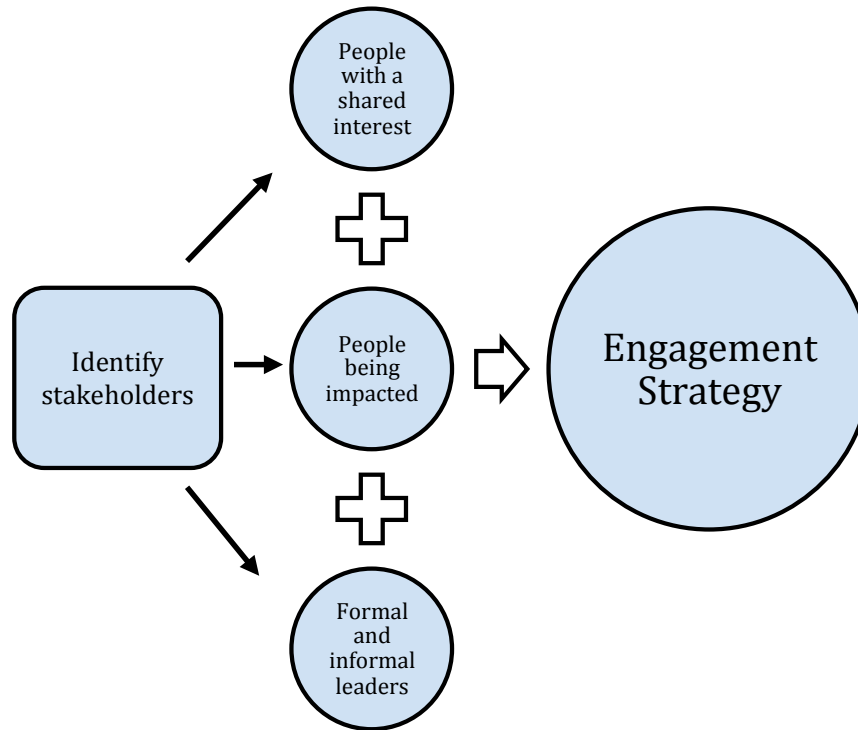 People
with a
shared
interest
Identify
stakeholders
People
being
impacted
Engagement
Strategy
Formal
and
informal
leaders